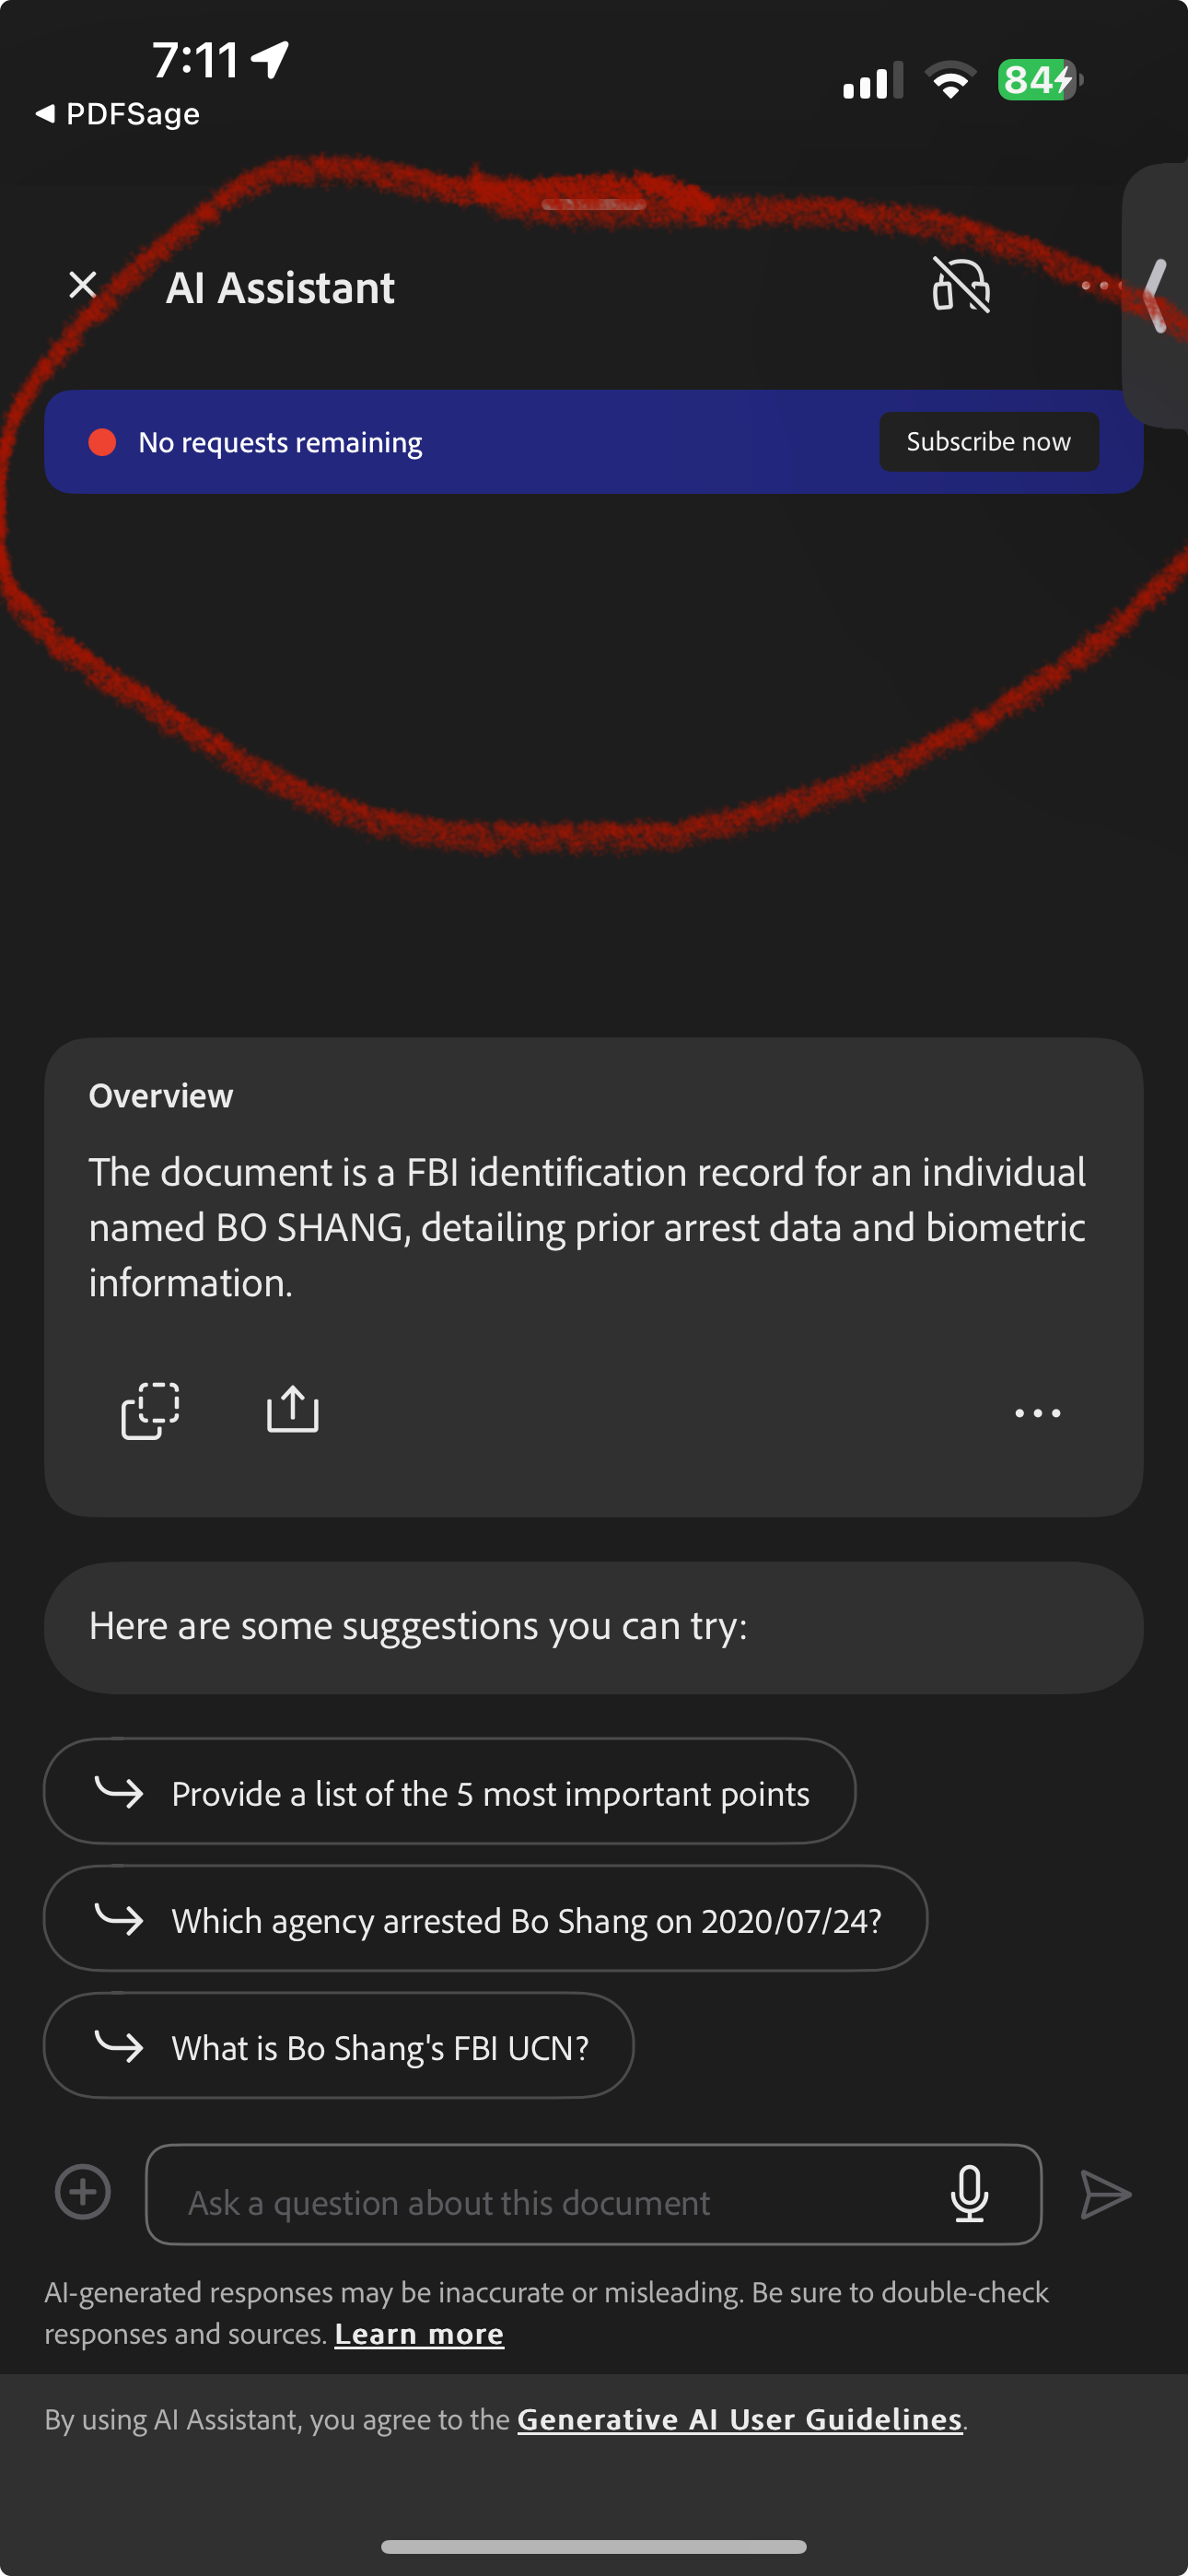 7:11
84
PDFSage
AI Assistant
No requests remaining
Subscribe now
Overview
The document is a FBI identification record for an individual
named BO SHANG, detailing prior arrest data and biometric
information.
Here are some suggestions you can try:
Provide a list of the 5 most important points
Which agency arrested Bo Shang on 2020/07/24?
What is Bo Shang's FBI UCN?
Ask a question about this document
AI-generated responses may be inaccurate or misleading. Be sure to double-check
responses and sources. Learn more
By using AI Assistant, you agree to the Generative AI User Guidelines.